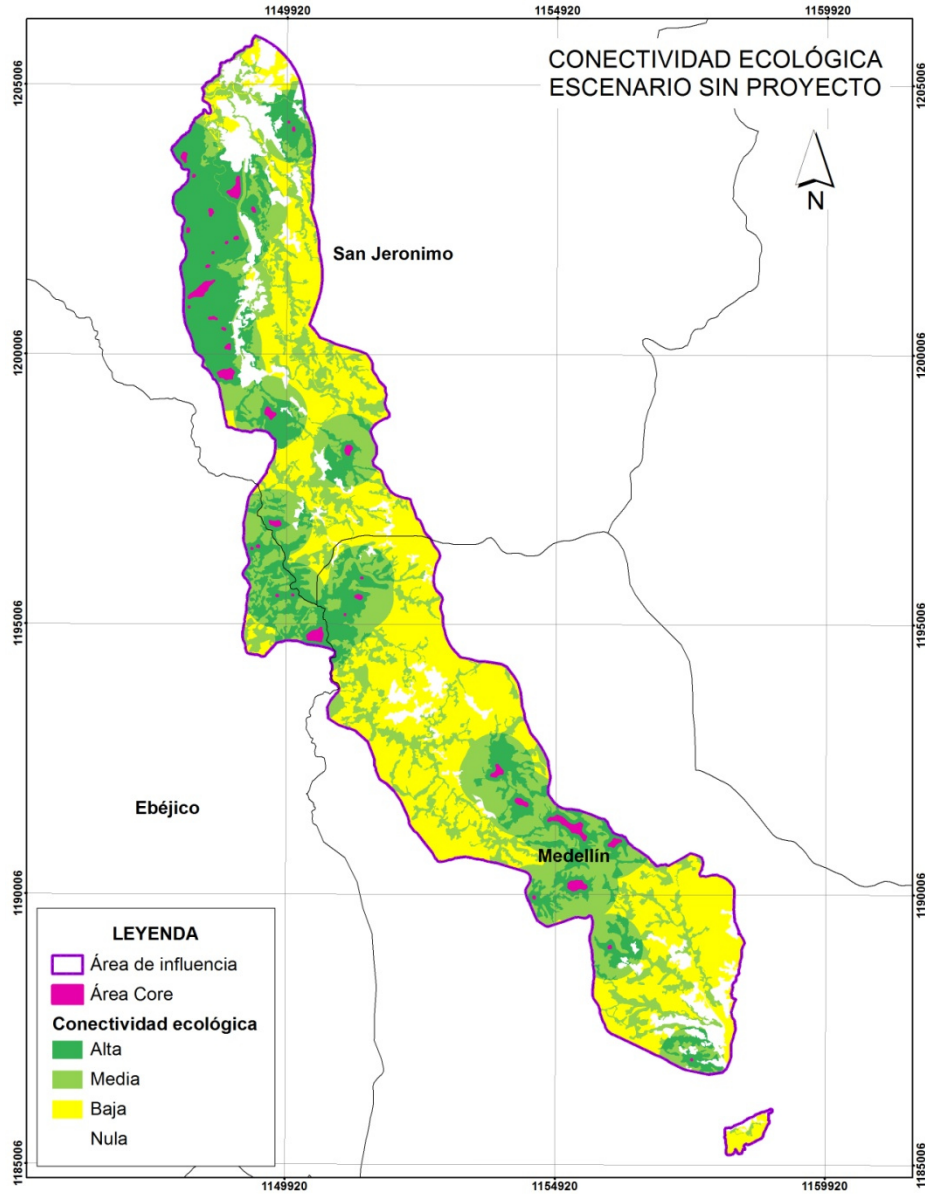 1149920
1154920
1159920
CONECTIVIDAD ECOLÓGICA
ESCENARIO SIN PROYECTO
1205006
1205006
N
San Jeronimo
1200006
1200006
1195006
1195006
Ebéjico
Medellín
1190006
1190006
LEYENDA
Área de influencia
Área Core
Conectividad ecológica
Alta
Media
Baja
Nula
1185006
1185006
1149920
1154920
1159920